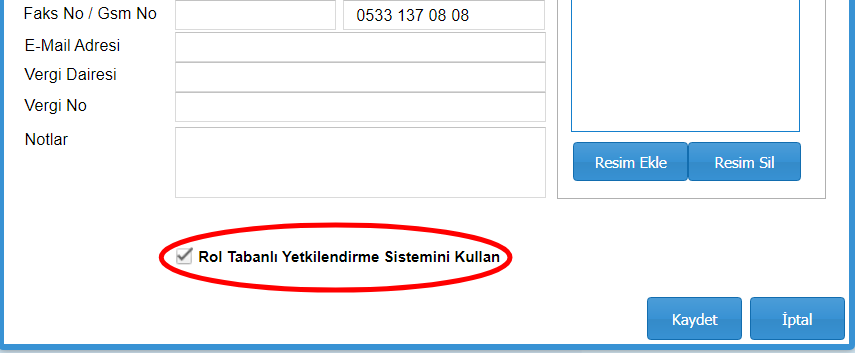 Faks No / Gsm No
0533 137 08 08
E-Mail Adresi
Vergi Dairesi
Vergi No
Notlar
Resim Ekle
Resim Sil
Rol Tabanlı Yetkilendirme Sistemini Kullan
Kaydet
İptal